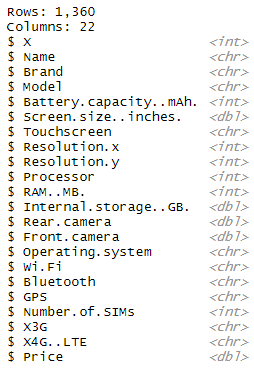 Rows: 1,360
Columns: 22
$ X                     <int>
$ Name                  <chr>
$ Brand                 <chr>
$ Model                 <chr>
$ Battery.capacity..mAh. <int>
$ Screen.size..inches.  <dbl>
$ Touchscreen           <chr>
$ Resolution.x          <int>
$ Resolution.y          <int>
$ Processor             <int>
$ RAM..MB.              <int>
$ Internal.storage..GB. <dbl>
$ Rear.camera           <dbl>
$ Front.camera          <dbl>
$ Operating.system      <chr>
$ Wi.Fi                 <chr>
$ Bluetooth             <chr>
$ GPS                   <chr>
$ Number.of.SIMs        <int>
$ X3G                   <chr>
$ X4G..LTE              <chr>
$ Price                 <dbl>